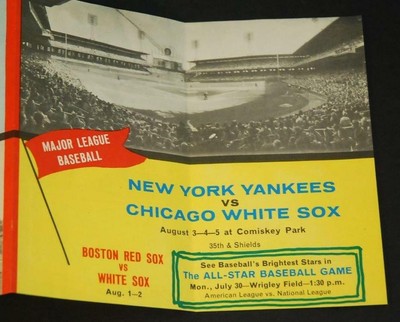 MAJOR LEAGUE
BASEBALL
NEW YORK YANKEES
VS
CHICAGO WHITE SOX
August 3-4-5 at Comiskey Park
35th & Shields
BOSTON RED SOX
VS
WHITE SOX
Aug. 1-2
See Baseball's Brightest Stars in
The ALL-STAR BASEBALL GAME
Mon., July 30—Wrigley Field—1:30 p.m.
American League vs. National League